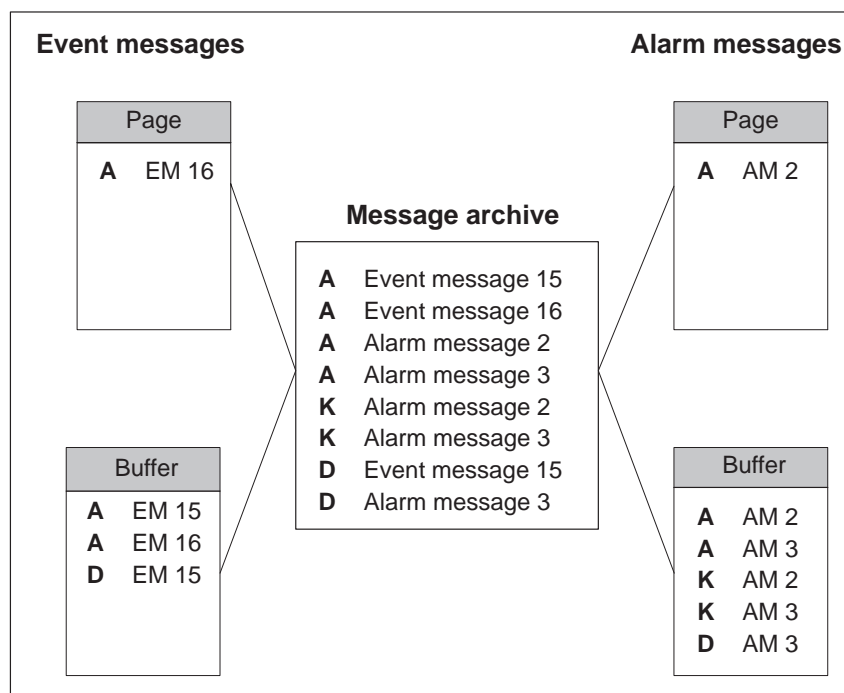 Event messages
Alarm messages
Page
A EM 16
Page
A AM 2
Message archive
A Event message 15
A Event message 16
A Alarm message 2
A Alarm message 3
K Alarm message 2
K Alarm message 3
D Event message 15
D Alarm message 3
Buffer
A EM 15
A EM 16
D EM 15
Buffer
A AM 2
A AM 3
K AM 2
K AM 3
D AM 3